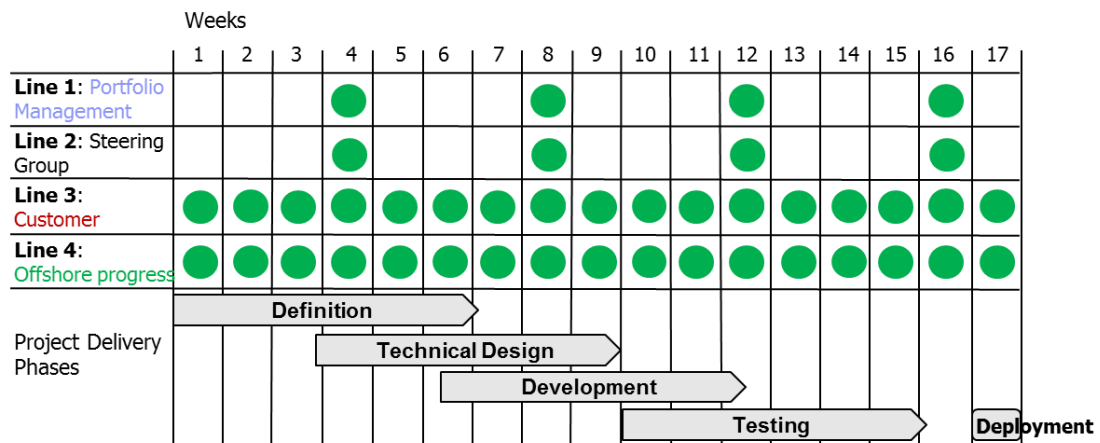 Weeks
1 2 3 4 5 6 7 8 9 10 11 12 13 14 15 16 17
Line 1: Portfolio
Management
Line 2: Steering
Group
Line 3:
Customer
Line 4:
Offshore progress
Definition
Project Delivery
Phases
Technical Design
Development
Testing
Deployment